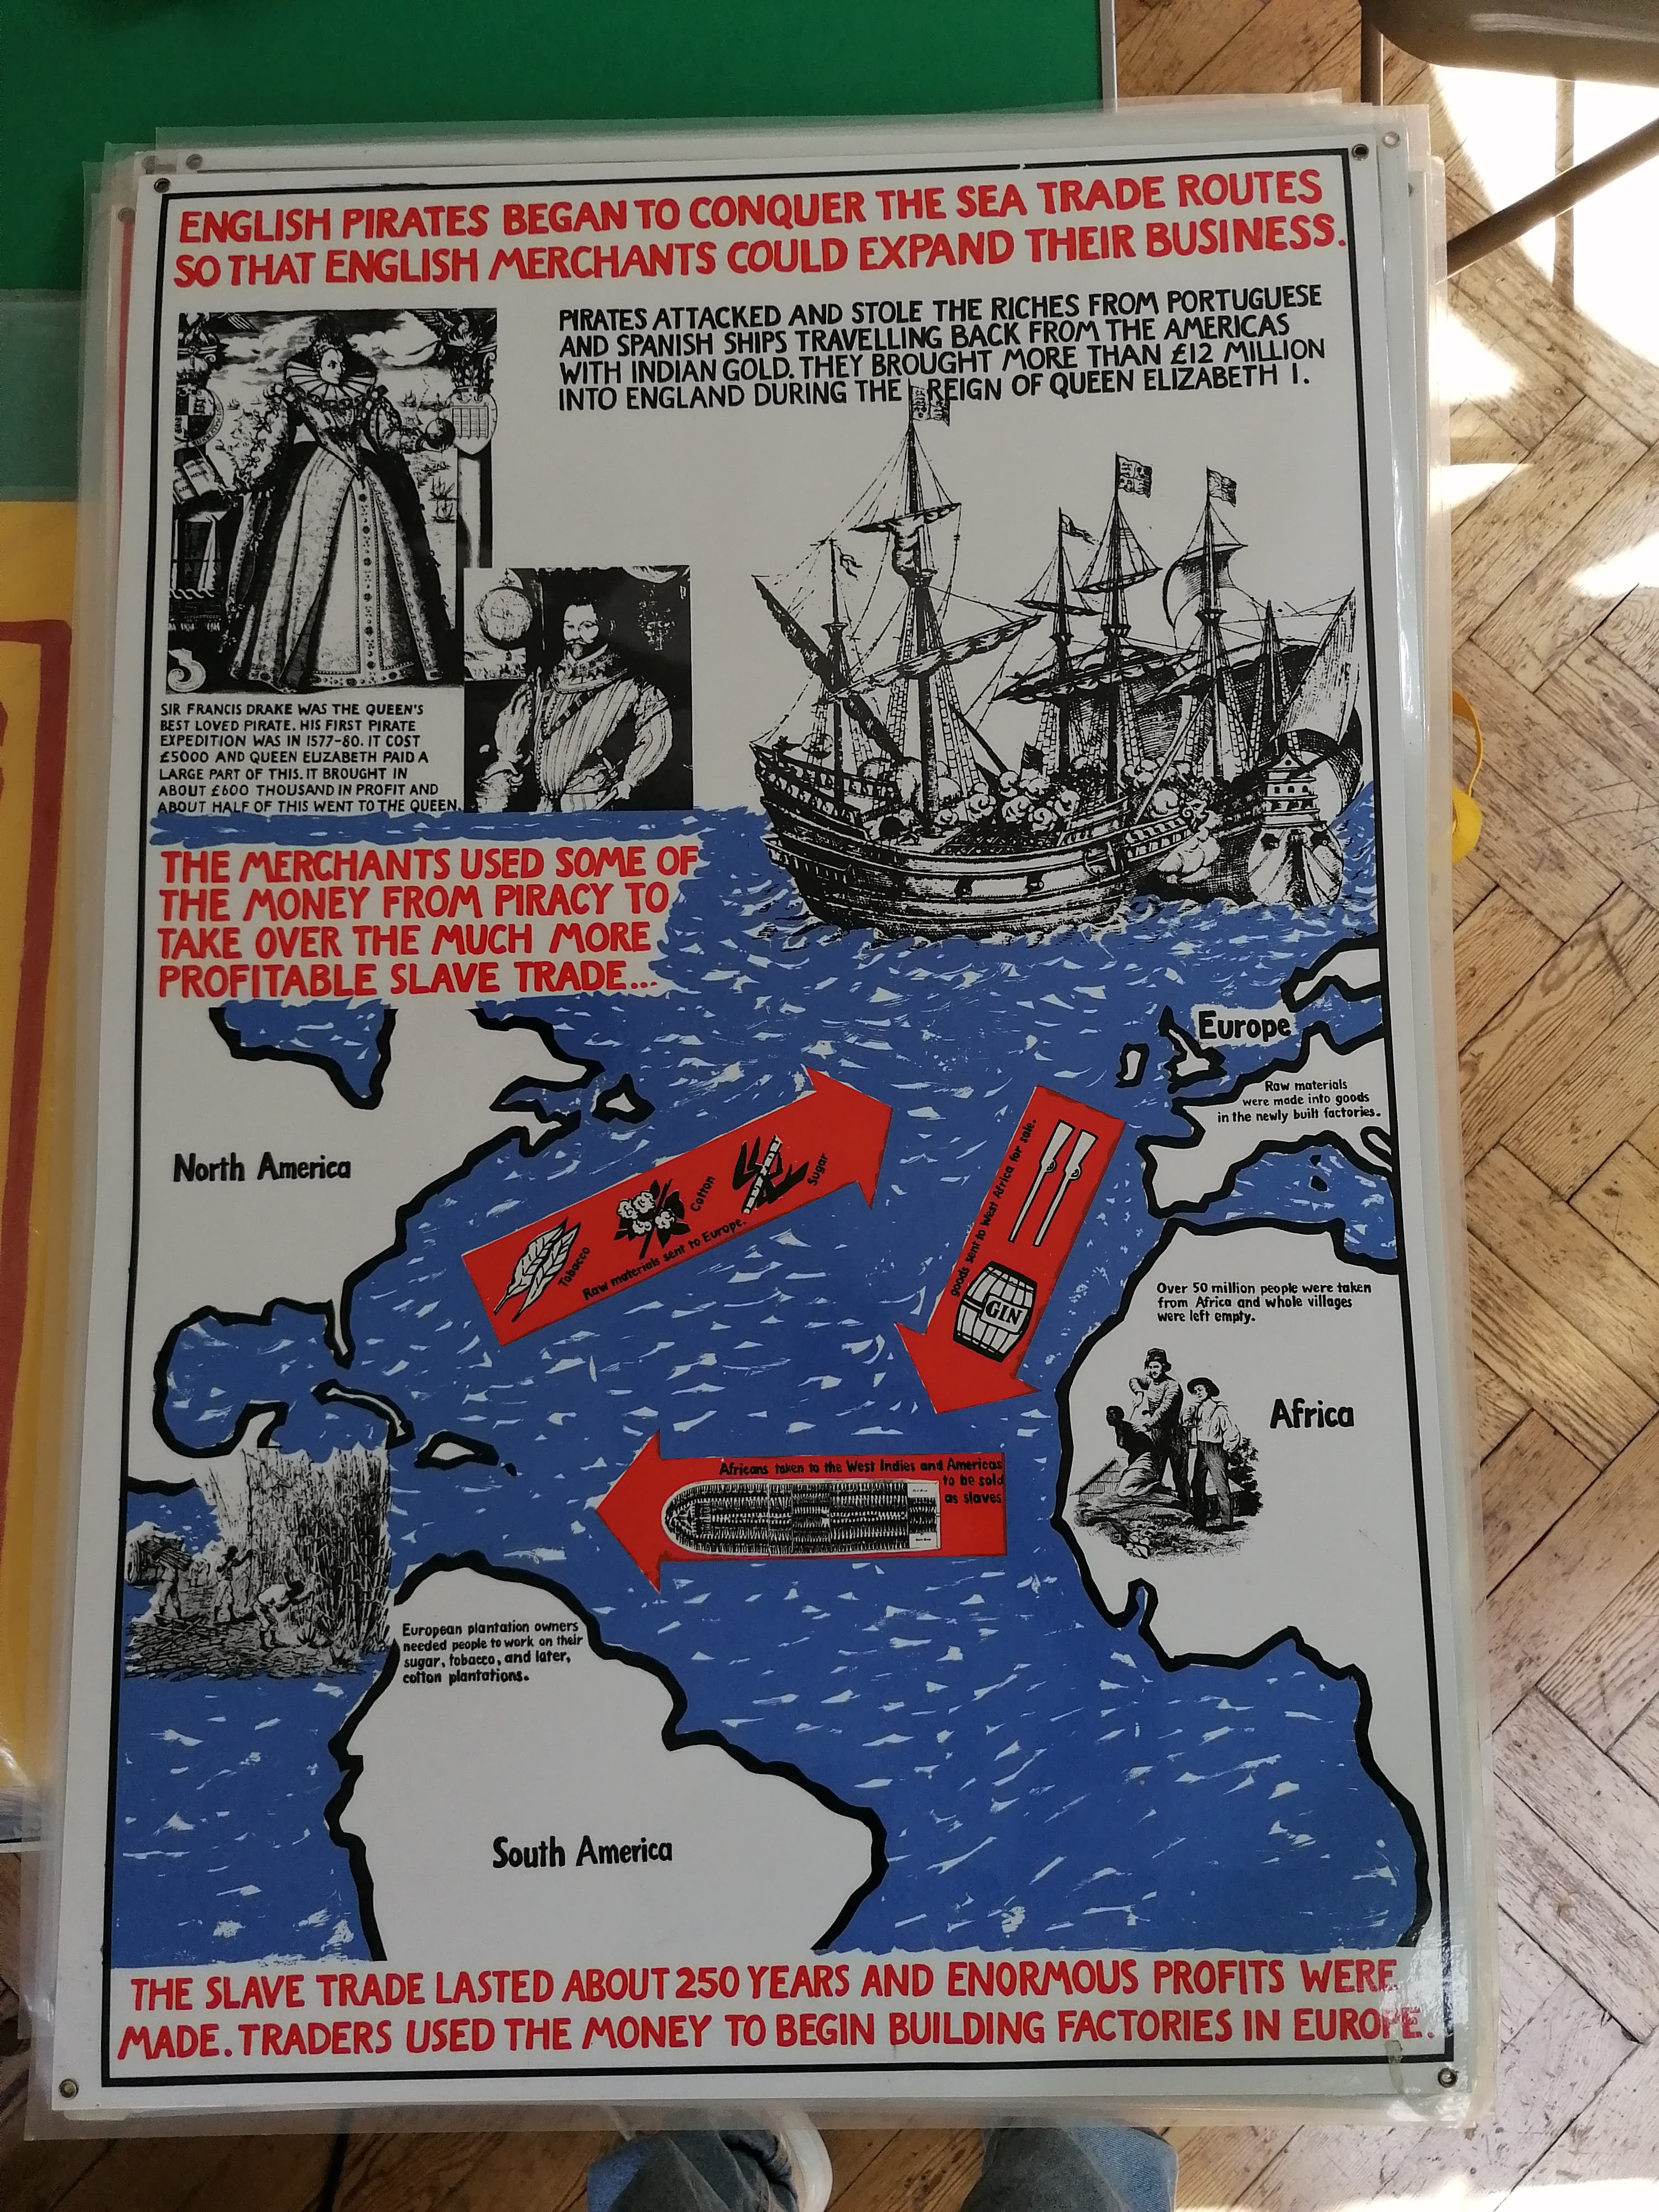 ENGLISH PIRATES BEGAN TO CONQUER THE SEA TRADE ROUTES
SO THAT ENGLISH MERCHANTS COULD EXPAND THEIR BUSINESS.
PIRATES ATTACKED AND STOLE THE RICHES FROM PORTUGUESE
AND SPANISH SHIPS TRAVELLING BACK FROM THE AMERICAS
WITH INDIAN GOLD. THEY BROUGHT MORE THAN £12 MILLION
INTO ENGLAND DURING THE REIGN OF QUEEN ELIZABETH I.
SIR FRANCIS DRAKE WAS THE QUEEN'S
BEST LOVED PIRATE. HIS FIRST PIRATE
EXPEDITION WAS IN 1577-80. IT COST
£5000 AND QUEEN ELIZABETH PAID A
LARGE PART OF THIS. IT BROUGHT IN
ABOUT £600 THOUSAND IN PROFIT AND
ABOUT HALF OF THIS WENT TO THE QUEEN.
THE MERCHANTS USED SOME OF
THE MONEY FROM PIRACY TO
TAKE OVER THE MUCH MORE
PROFITABLE SLAVE TRADE...
Europe
Raw materials
were made into goods
in the newly built factories.
North America
Tobacco
Cotton
Sugar
Raw materials sent to Europe.
goods sent to West Africa for sale.
GIN
Over 50 million people were taken
from Africa and whole villages
were left empty.
Africa
Africans taken to the West Indies and Americas
to be sold
as slaves
European plantation owners
needed people to work on their
sugar, tobacco, and later,
cotton plantations.
South America
THE SLAVE TRADE LASTED ABOUT 250 YEARS AND ENORMOUS PROFITS WERE
MADE. TRADERS USED THE MONEY TO BEGIN BUILDING FACTORIES IN EUROPE.